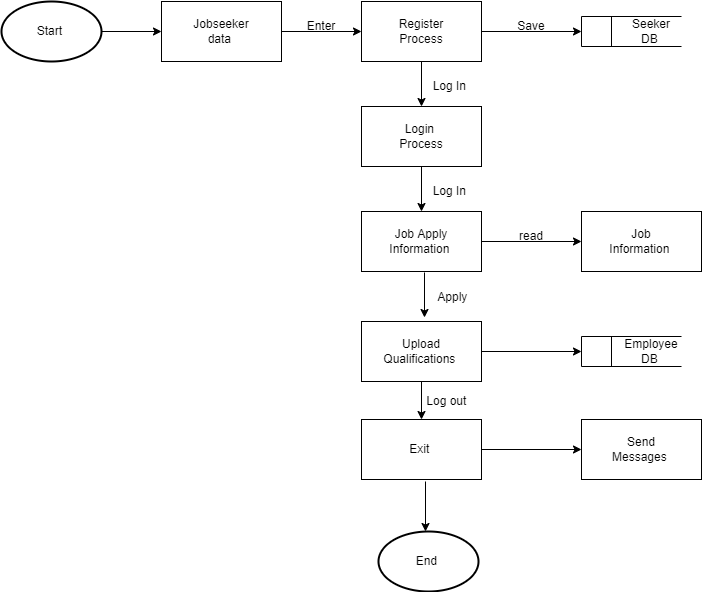 Start
Jobseeker
data
Enter
Register
Process
Save
Seeker
DB
Log In
Login
Process
Log In
Job Apply
Information
read
Job
Information
Apply
Upload
Qualifications
Employee
DB
Log out
Exit
Send
Messages
End